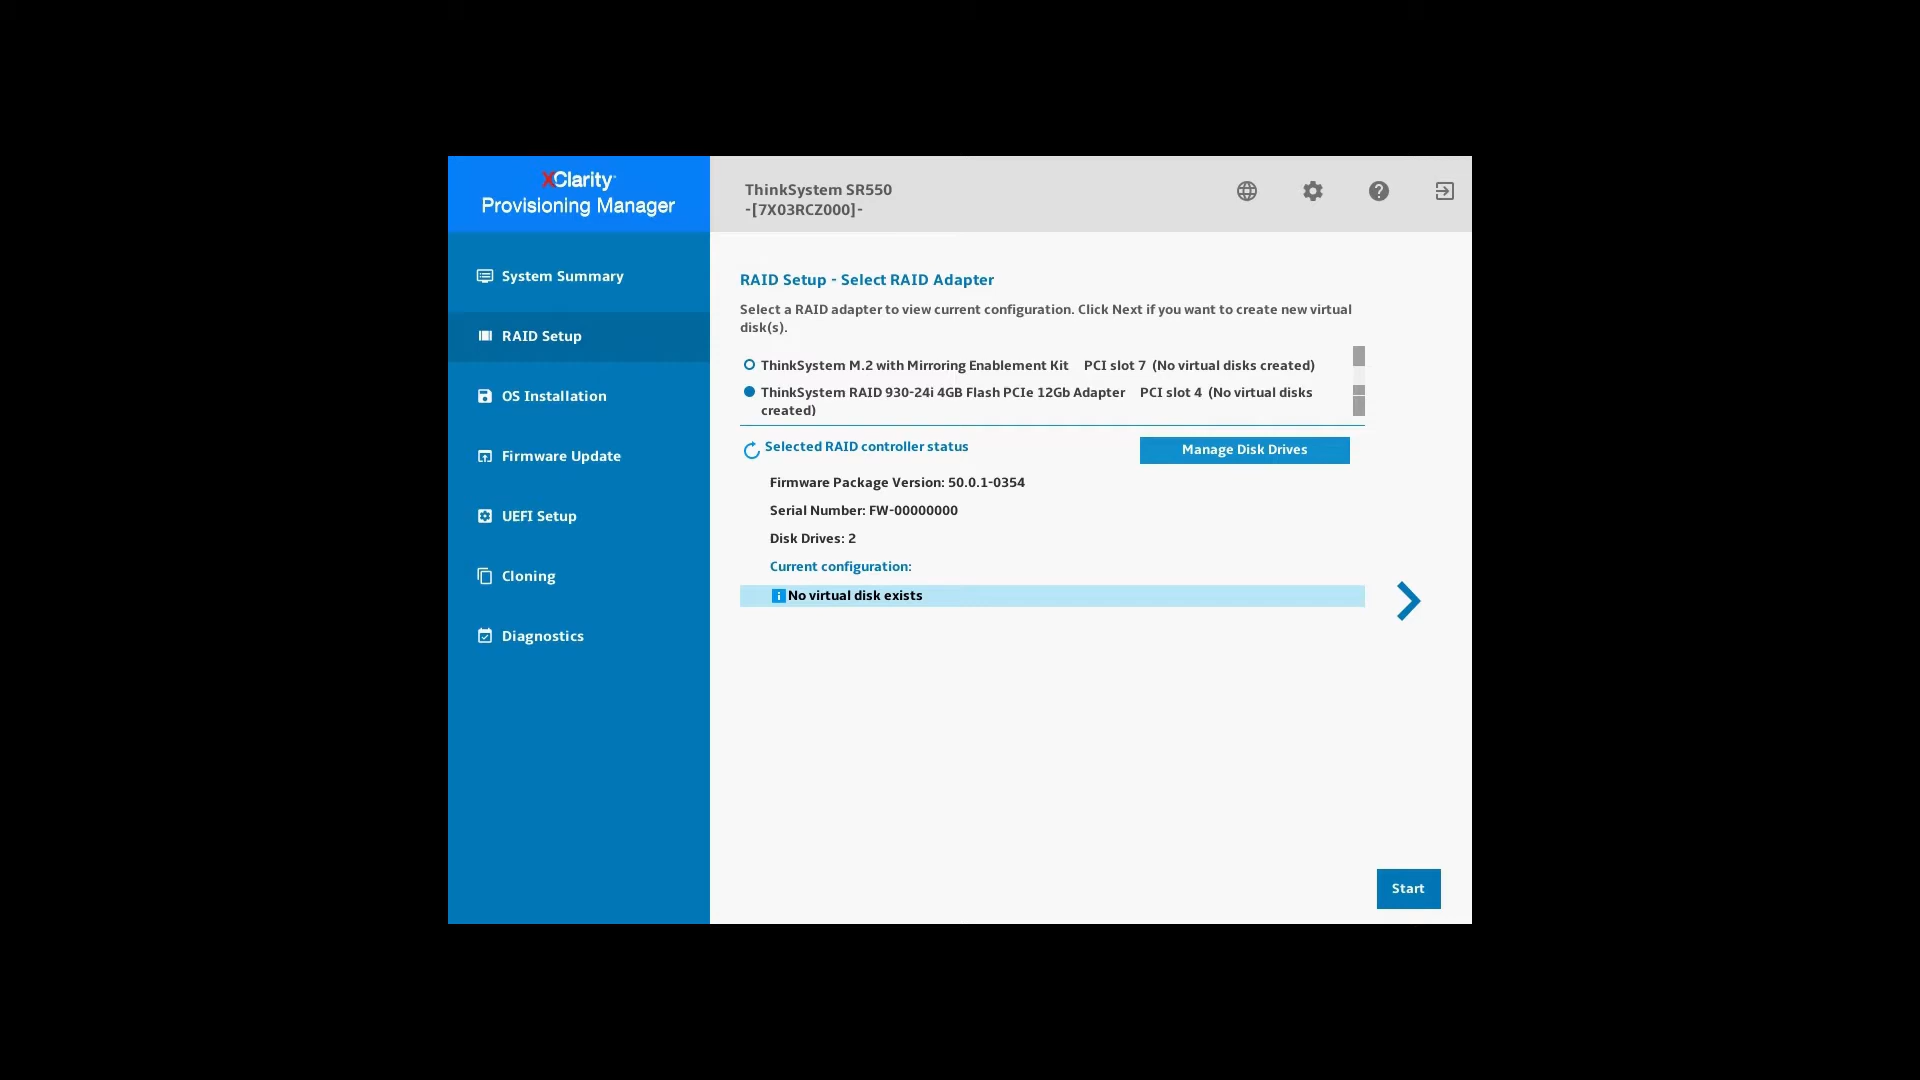 XClarity
Provisioning Manager
ThinkSystem SR550
-[7X03RCZ000]-
System Summary
RAID Setup
OS Installation
Firmware Update
UEFI Setup
Cloning
Diagnostics
RAID Setup - Select RAID Adapter
Select a RAID adapter to view current configuration. Click Next if you want to create new virtual
disk(s).
ThinkSystem M.2 with Mirroring Enablement Kit PCI slot 7 (No virtual disks created)
ThinkSystem RAID 930-24i 4GB Flash PCIe 12Gb Adapter PCI slot 4 (No virtual disks
created)
Selected RAID controller status
Manage Disk Drives
Firmware Package Version: 50.0.1-0354
Serial Number: FW-00000000
Disk Drives: 2
Current configuration:
No virtual disk exists
Start